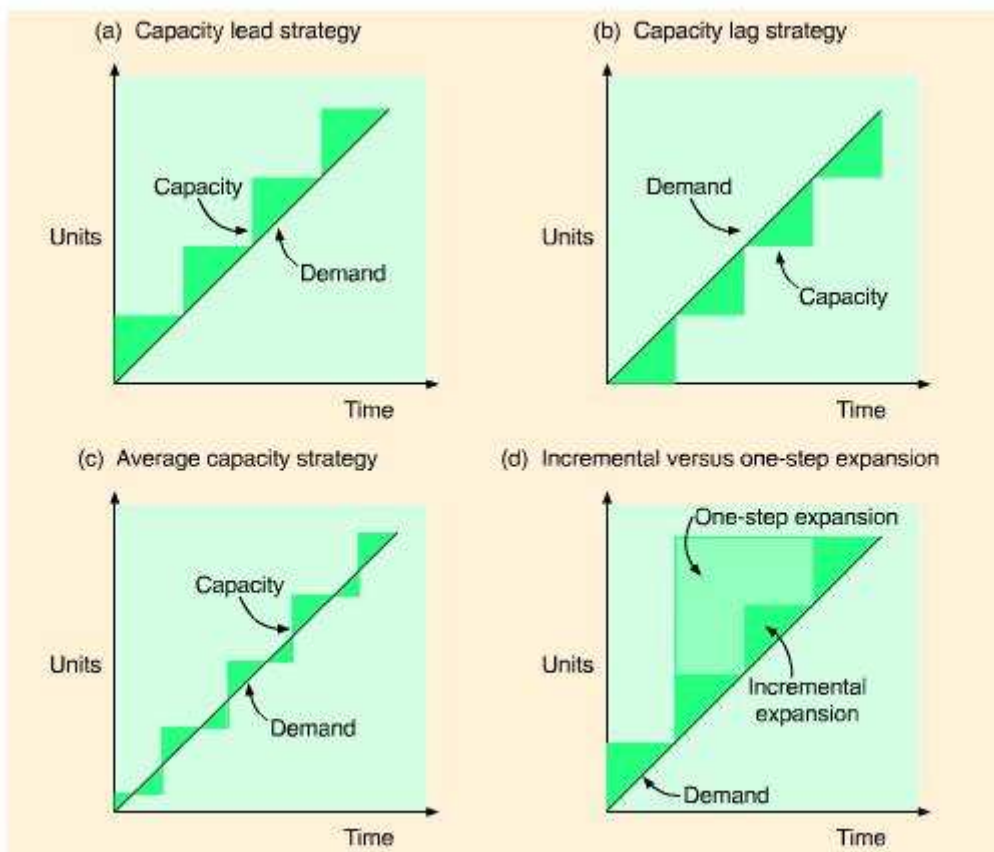 (a) Capacity lead strategy
Capacity
Units
Demand
Time
(b) Capacity lag strategy
Demand
Units
Capacity
Time
(c) Average capacity strategy
Capacity
Units
Demand
Time
(d) Incremental versus one-step expansion
One-step expansion
Units
Incremental
expansion
Demand
Time